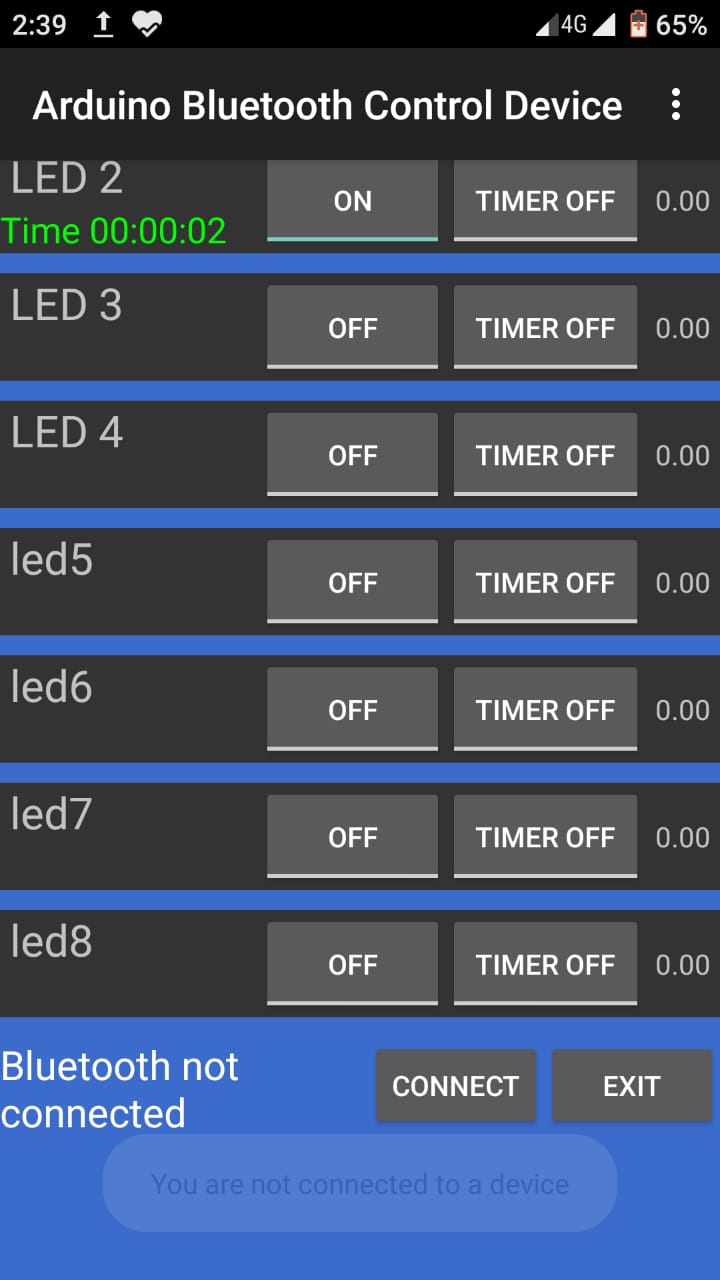 2:39 4G 65%
Arduino Bluetooth Control Device
LED 2 ON TIMER OFF 0.00
Time 00:00:02
LED 3 OFF TIMER OFF 0.00
LED 4 OFF TIMER OFF 0.00
led5 OFF TIMER OFF 0.00
led6 OFF TIMER OFF 0.00
led7 OFF TIMER OFF 0.00
led8 OFF TIMER OFF 0.00
Bluetooth not
connected
CONNECT EXIT
You are not connected to a device